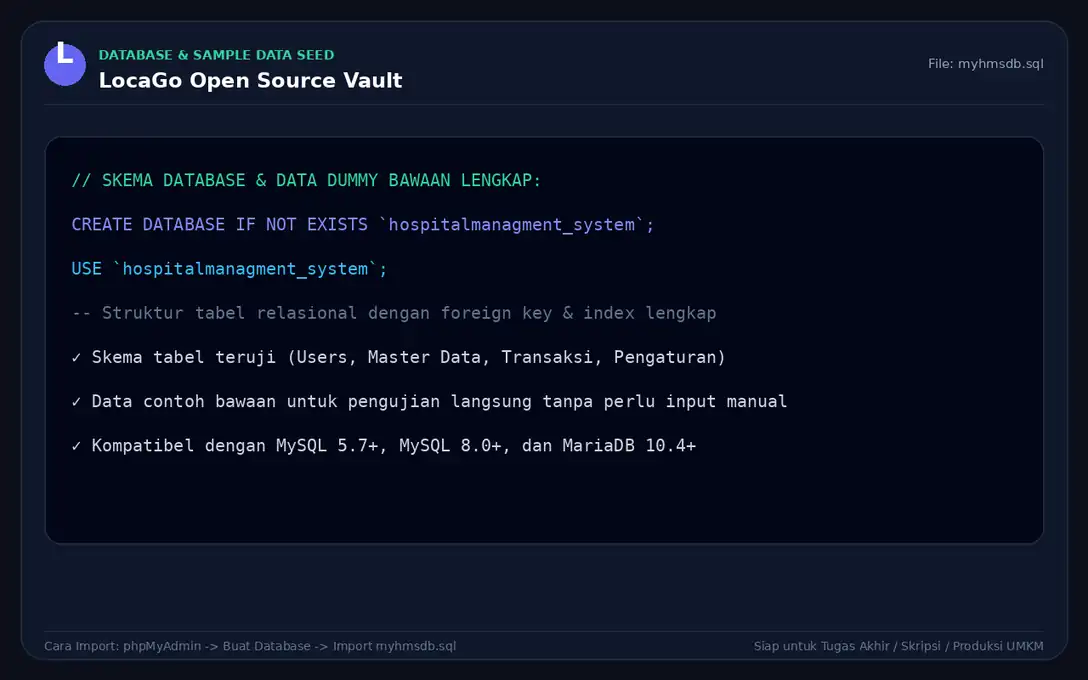 L
DATABASE & SAMPLE DATA SEED
LocaGo Open Source Vault
File: myhmsdb.sql
// SKEMA DATABASE & DATA DUMMY BAWAAN LENGKAP:
CREATE DATABASE IF NOT EXISTS `hospitalmanagment_system`;
USE `hospitalmanagment_system`;
-- Struktur tabel relasional dengan foreign key & index lengkap
✓ Skema tabel teruji (Users, Master Data, Transaksi, Pengaturan)
✓ Data contoh bawaan untuk pengujian langsung tanpa perlu input manual
✓ Kompatibel dengan MySQL 5.7+, MySQL 8.0+, dan MariaDB 10.4+
Cara Import: phpMyAdmin -> Buat Database -> Import myhmsdb.sql
Siap untuk Tugas Akhir / Skripsi / Produksi UMKM